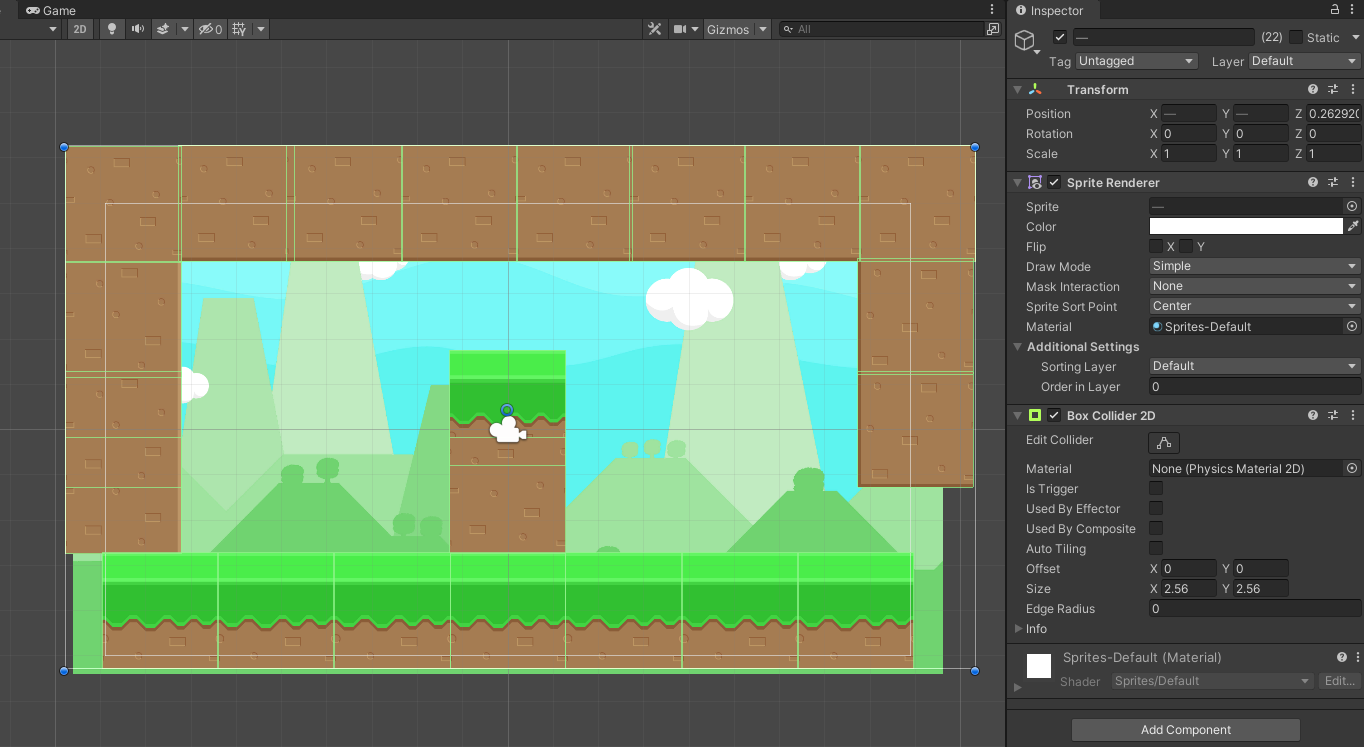 Game
Inspector
2D
0
Gizmos
All
— (22) Static
Tag Untagged Layer Default
Transform
Position X — Y — Z 0.26292(
Rotation X 0 Y 0 Z 0
Scale X 1 Y 1 Z 1
Sprite Renderer
Sprite —
Color
Flip X Y
Draw Mode Simple
Mask Interaction None
Sprite Sort Point Center
Material Sprites-Default
Additional Settings
Sorting Layer Default
Order in Layer 0
Box Collider 2D
Edit Collider
Material None (Physics Material 2D)
Is Trigger
Used By Effector
Used By Composite
Auto Tiling
Offset X 0 Y 0
Size X 2.56 Y 2.56
Edge Radius 0
Info
Sprites-Default (Material)
Shader Sprites/Default Edit...
Add Component